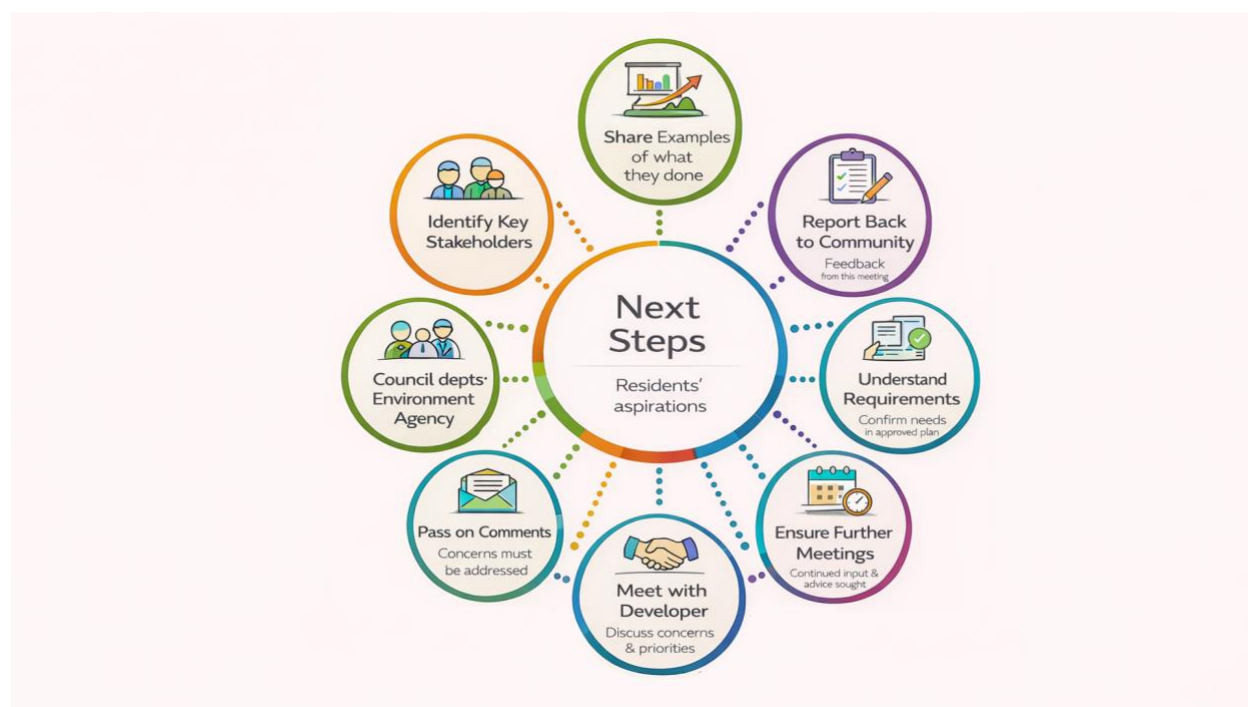 Share Examples
of what
they done
Identify Key
Stakeholders
Report Back
to Community
Feedback
from this meeting
Next
Steps
Residents'
aspirations
Council depts·
Environment
Agency
Understand
Requirements
Confirm needs
in approved plan
Pass on Comments
Concerns must
be addressed
Ensure Further
Meetings
Continued input &
advice sought
Meet with
Developer
Discuss concerns
& priorities